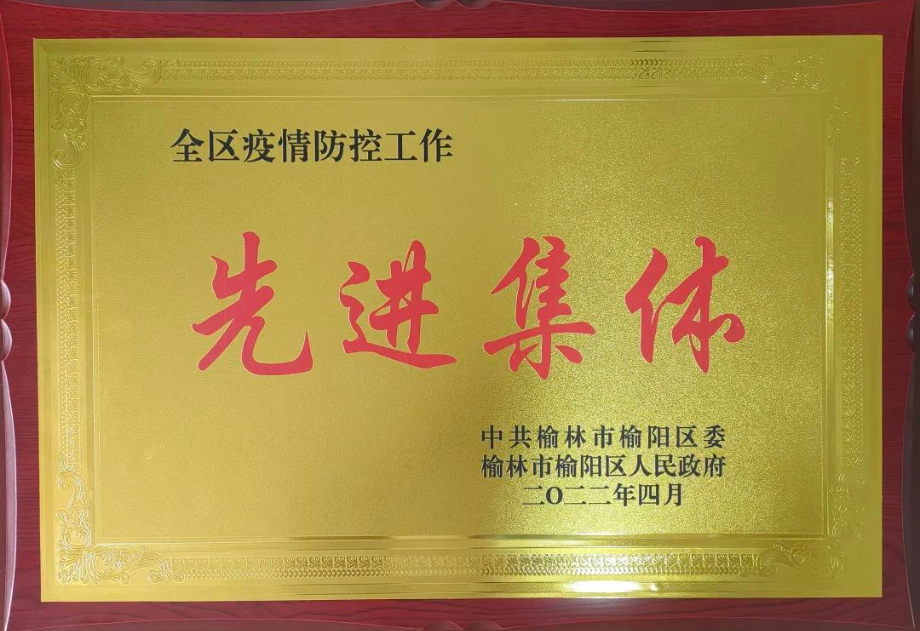 全区疫情防控工作
先进集体
中共榆林市榆阳区委
榆林市榆阳区人民政府
二〇二二年四月